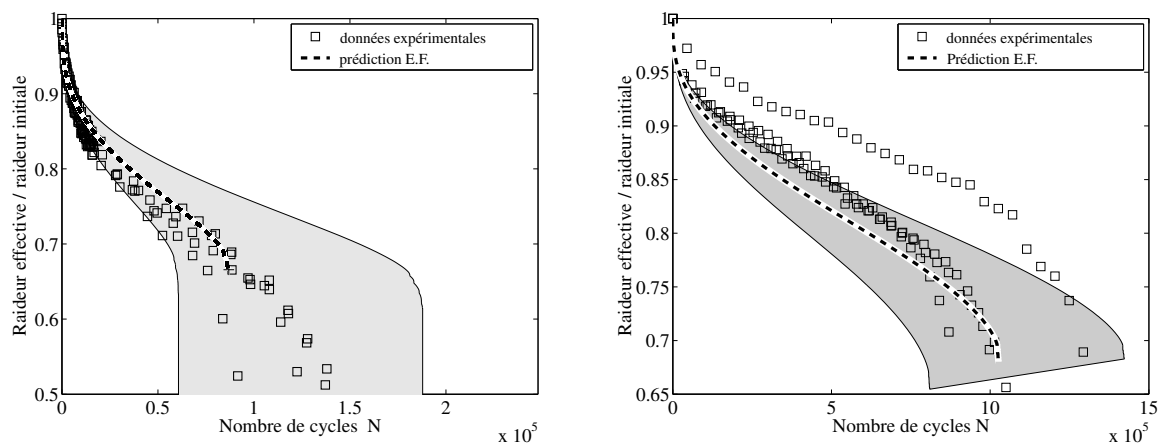 1
0.9
0.8
0.7
0.6
0.5
0
0.5
1
1.5
2
x 10^5
Raideur effective / raideur initiale
Nombre de cycles N
données expérimentales
prédiction E.F.
1
0.95
0.9
0.85
0.8
0.75
0.7
0.65
0
5
10
15
x 10^5
Raideur effective / raideur initiale
Nombre de cycles N
données expérimentales
Prédiction E.F.